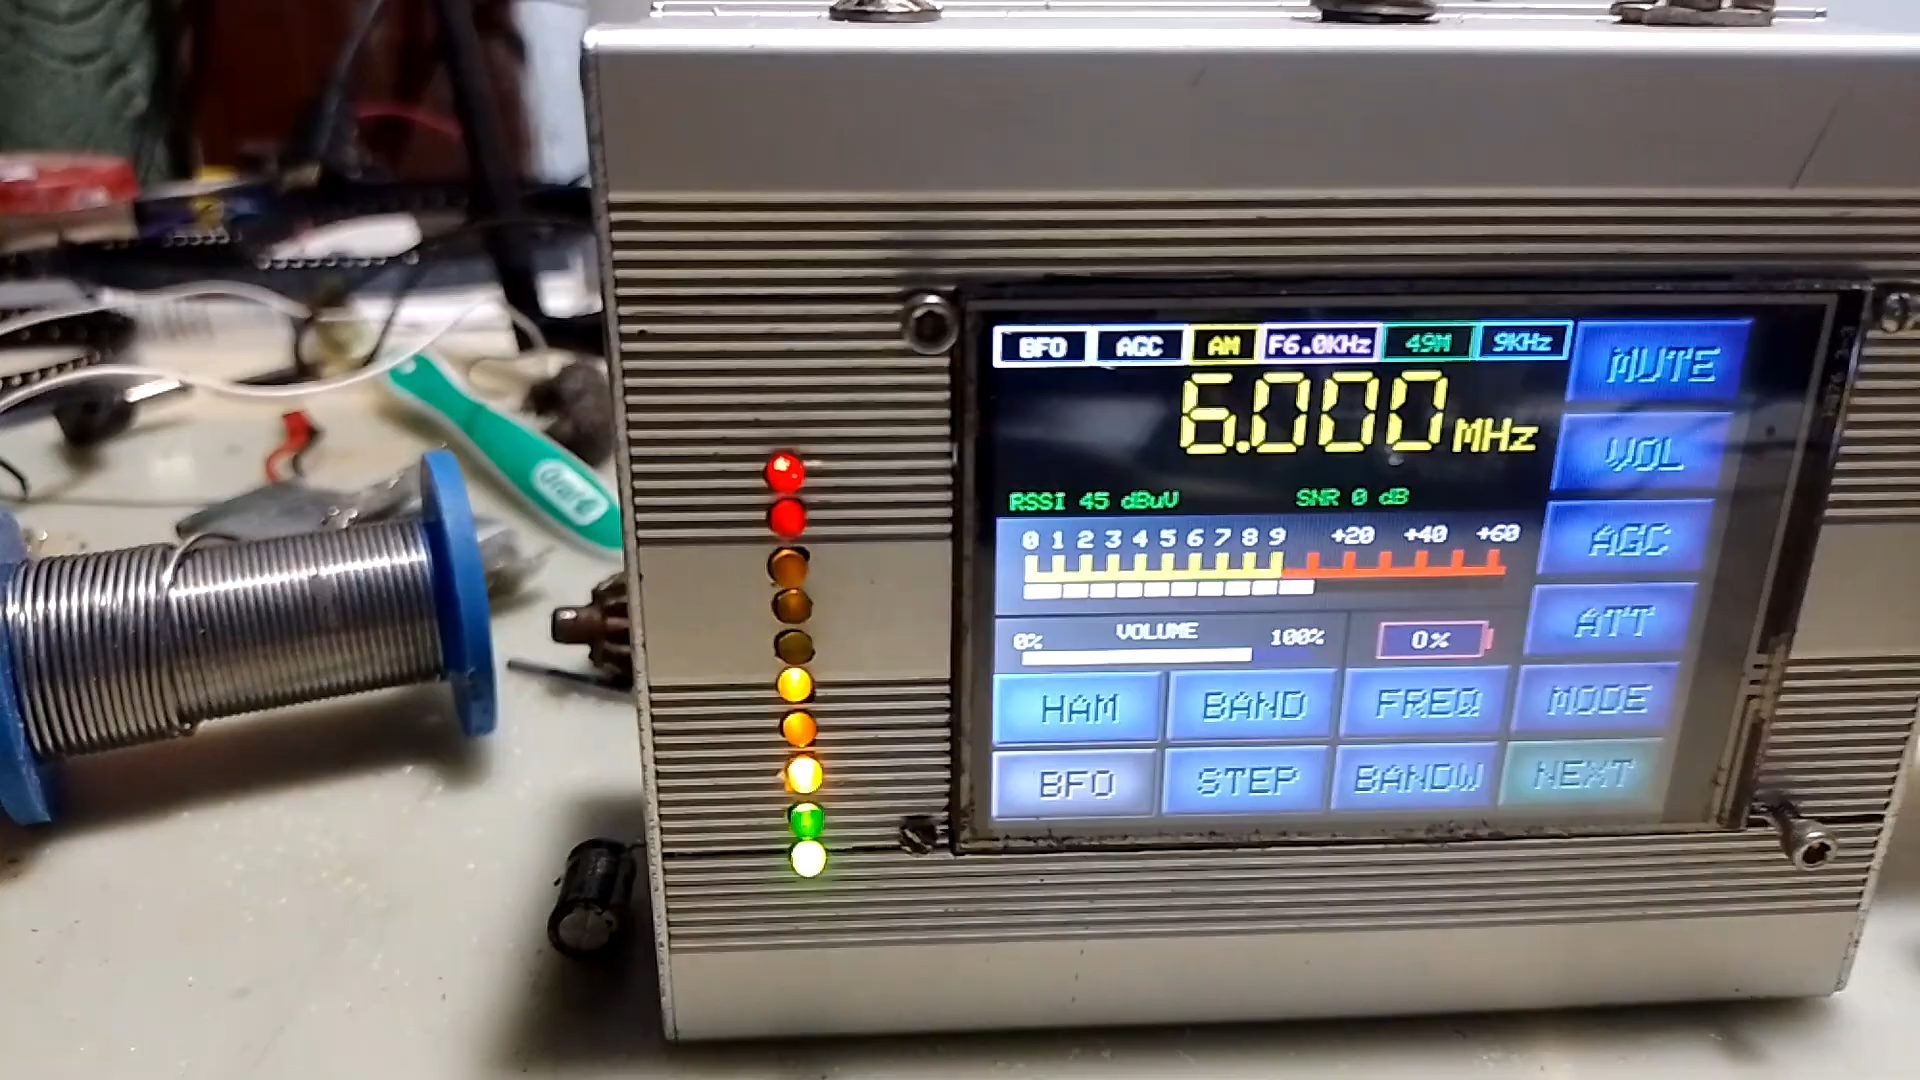 BFO AGC AM F6.0KHz 49M 9KHz
MUTE
6.000 MHz
VOL
RSSI 45 dBuV SNR 0 dB
AGC
0 1 2 3 4 5 6 7 8 9 +20 +40 +60
ATT
0% VOLUME 100% 0%
HAM BAND FREQ MODE
BFO STEP BANDW NEXT